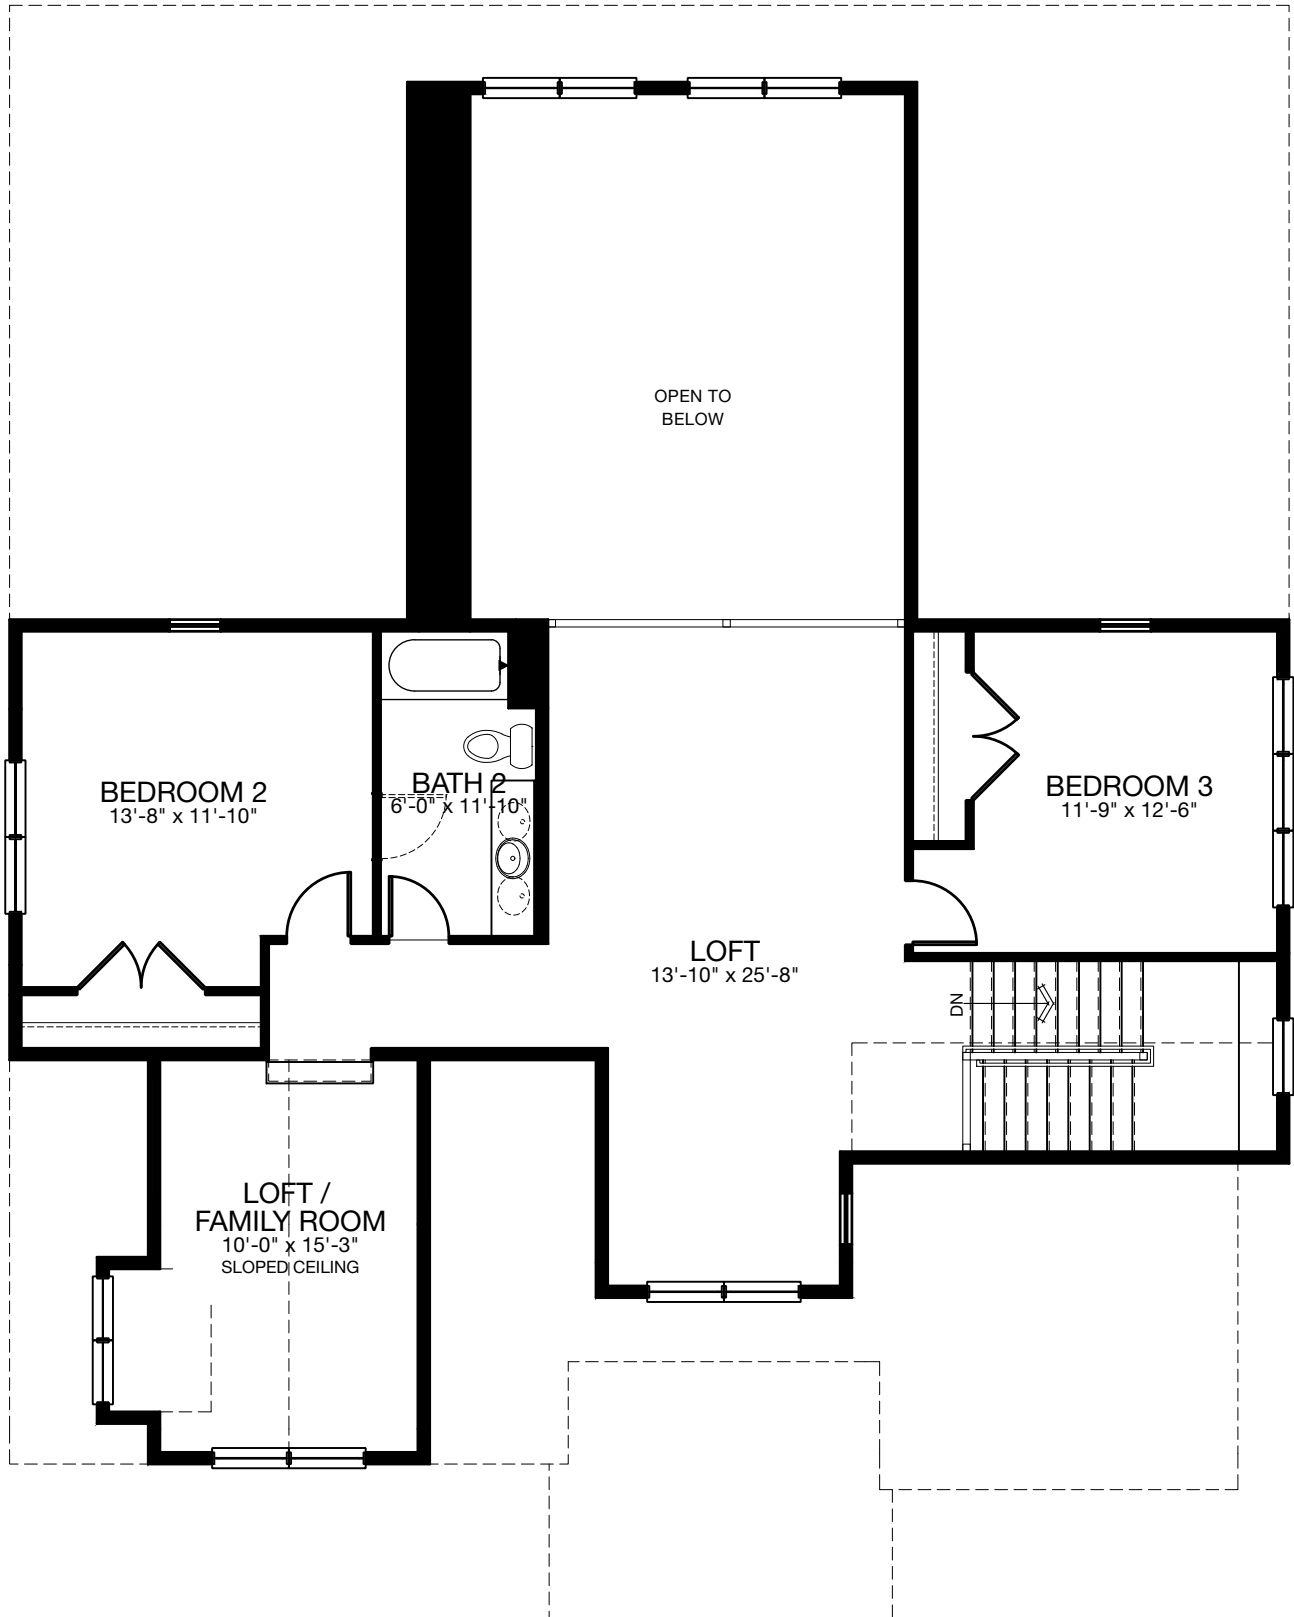 OPEN TO
BELOW
BEDROOM 2
13'-8" x 11'-10"
BATH 2
6'-0" x 11'-10"
BEDROOM 3
11'-9" x 12'-6"
LOFT
13'-10" x 25'-8"
DN
LOFT /
FAMILY ROOM
10'-0" x 15'-3"
SLOPED CEILING